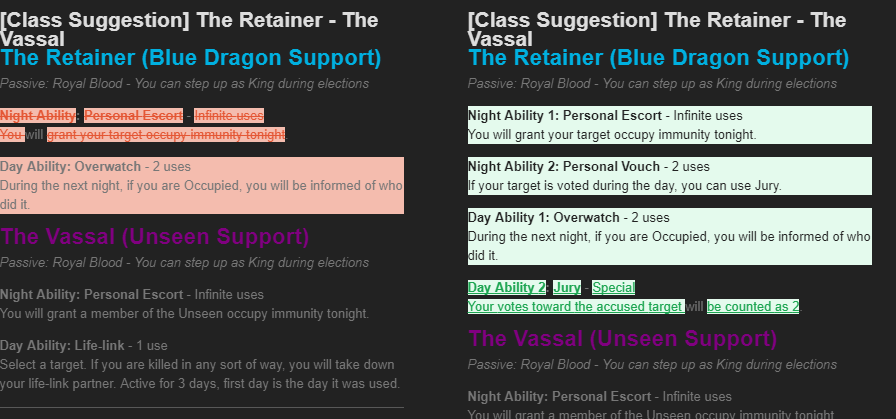 [Class Suggestion] The Retainer - The
Vassal
The Retainer (Blue Dragon Support)
Passive: Royal Blood - You can step up as King during elections
Night Ability: Personal Escort - Infinite uses
You will grant your target occupy immunity tonight
Day Ability: Overwatch - 2 uses
During the next night, if you are Occupied, you will be informed of who
did it.
The Vassal (Unseen Support)
Passive: Royal Blood - You can step up as King during elections
Night Ability: Personal Escort - Infinite uses
You will grant a member of the Unseen occupy immunity tonight.
Day Ability: Life-link - 1 use
Select a target. If you are killed in any sort of way, you will take down
your life-link partner. Active for 3 days, first day is the day it was used.
[Class Suggestion] The Retainer - The
Vassal
The Retainer (Blue Dragon Support)
Passive: Royal Blood - You can step up as King during elections
Night Ability 1: Personal Escort - Infinite uses
You will grant your target occupy immunity tonight.
Night Ability 2: Personal Vouch - 2 uses
If your target is voted during the day, you can use Jury.
Day Ability 1: Overwatch - 2 uses
During the next night, if you are Occupied, you will be informed of who
did it.
Day Ability 2: Jury - Special
Your votes toward the accused target will be counted as 2.
The Vassal (Unseen Support)
Passive: Royal Blood - You can step up as King during elections
Night Ability: Personal Escort - Infinite uses
You will grant a member of the Unseen occupy immunity tonight.